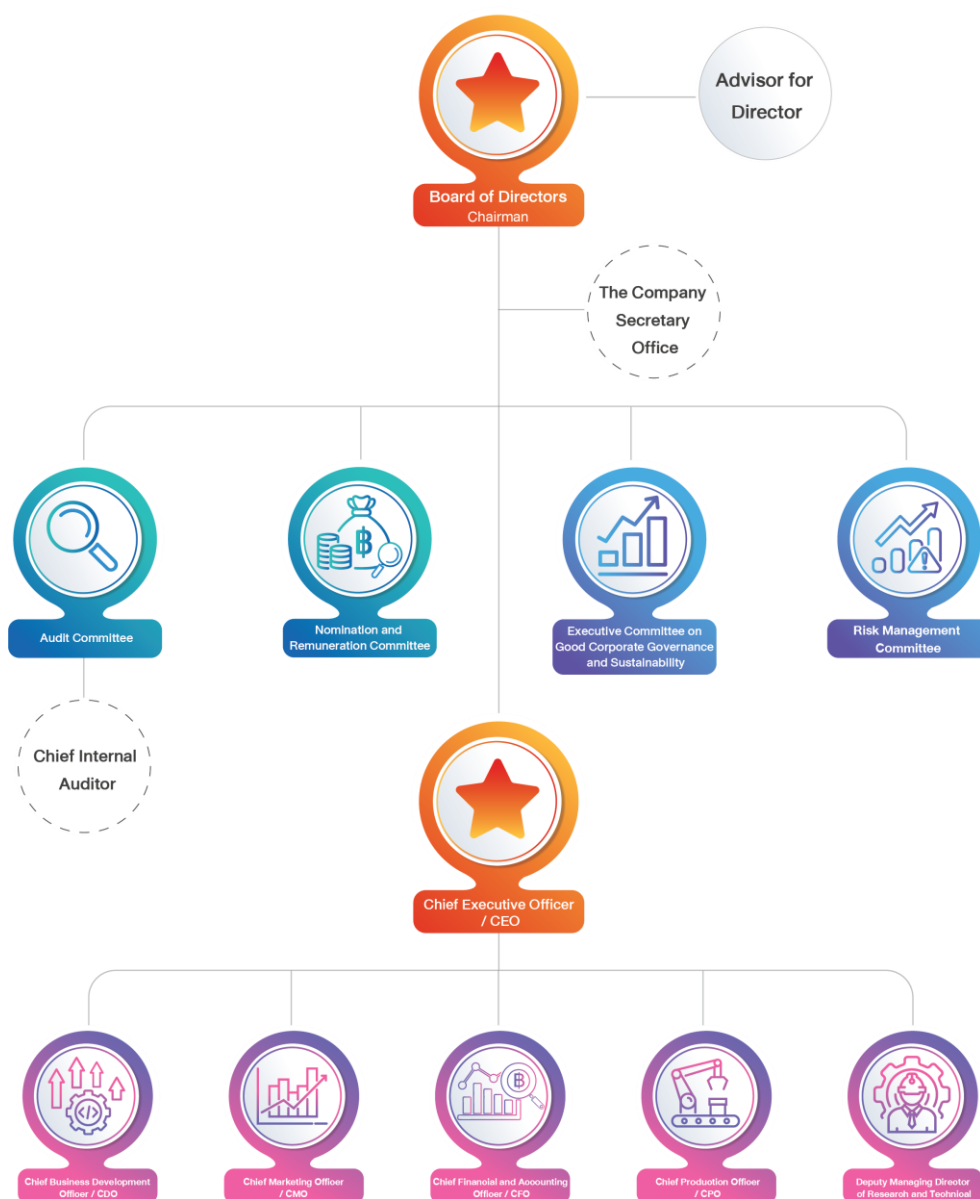 Advisor for
Director
Board of Directors
Chairman
The Company
Secretary
Office
Audit Committee
Nomination and
Remuneration Committee
Executive Committee on
Good Corporate Governance
and Sustainability
Risk Management
Committee
Chief Internal
Auditor
Chief Executive Officer
/ CEO
Chief Business Development
Officer / CDO
Chief Marketing Officer
/ CMO
Chief Financial and Accounting
Officer / CFO
Chief Production Officer
/ CPO
Deputy Managing Director
of Research and Technical